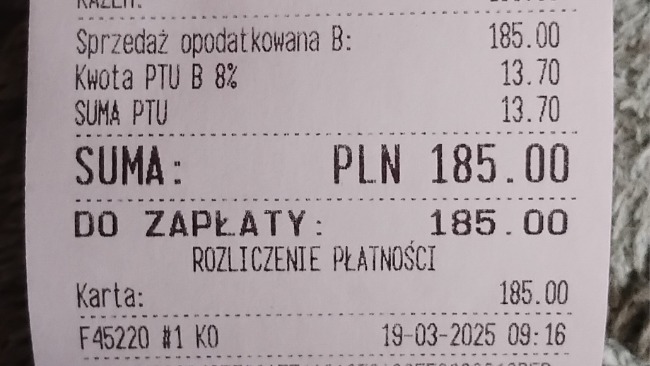 RAZEM:
Sprzedaż opodatkowana B: 185.00
Kwota PTU B 8% 13.70
SUMA PTU 13.70
SUMA: PLN 185.00
DO ZAPŁATY: 185.00
ROZLICZENIE PŁATNOŚCI
Karta: 185.00
F45220 #1 KO 19-03-2025 09:16